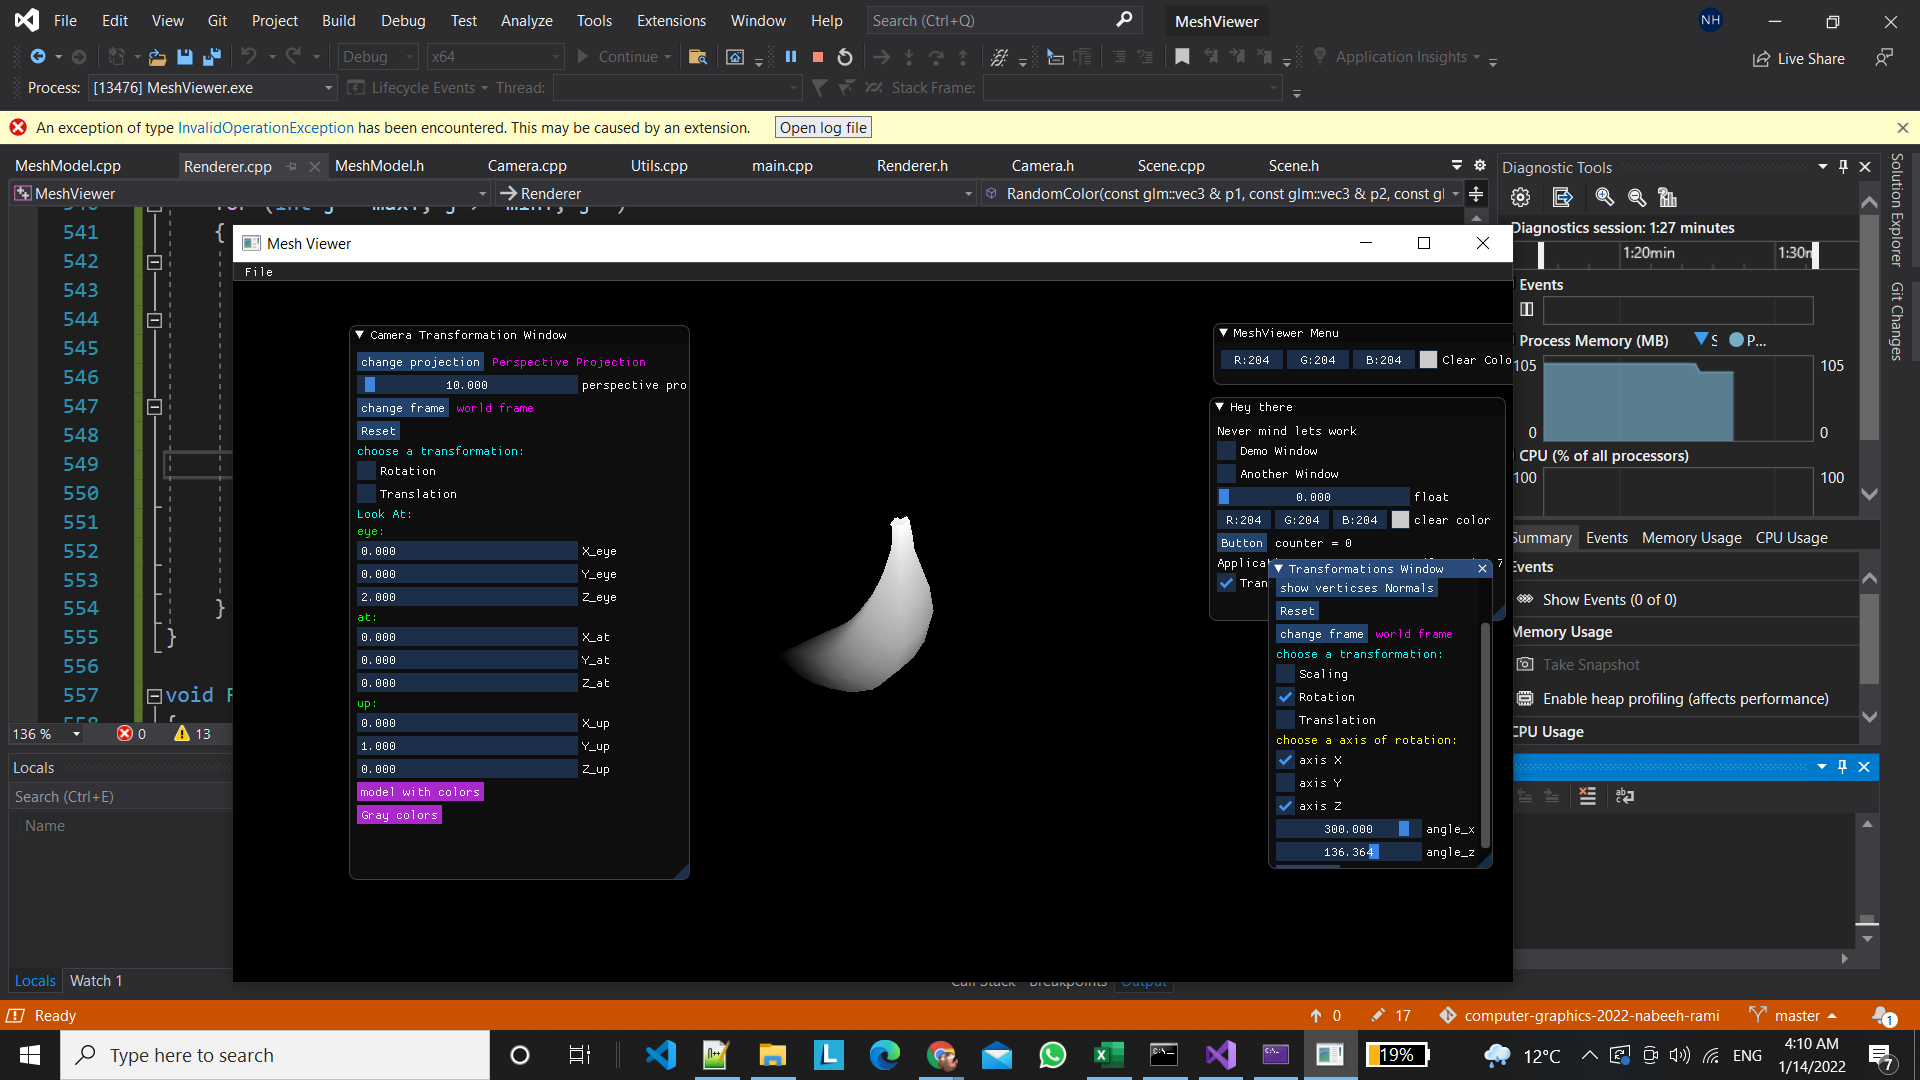 File Edit View Git Project Build Debug Test Analyze Tools Extensions Window Help Search (Ctrl+Q) MeshViewer NH
Debug x64 Continue Application Insights Live Share
Process: [13476] MeshViewer.exe Lifecycle Events Thread: Stack Frame:
An exception of type InvalidOperationException has been encountered. This may be caused by an extension. Open log file
MeshModel.cpp Renderer.cpp MeshModel.h Camera.cpp Utils.cpp main.cpp Renderer.h Camera.h Scene.cpp Scene.h
MeshViewer Renderer RandomColor(const glm::vec3 & p1, const glm::vec3 & p2, const gl
541 {
542
543
544
545
546
547
548
549
550
551
552
553
554 }
555 }
556
557 void
136 % 0 13
Mesh Viewer
File
Camera Transformation Window
change projection Perspective Projection
10.000 perspective pro
change frame world frame
Reset
choose a transformation:
Rotation
Translation
Look At:
eye:
0.000 X_eye
0.000 Y_eye
2.000 Z_eye
at:
0.000 X_at
0.000 Y_at
0.000 Z_at
up:
0.000 X_up
1.000 Y_up
0.000 Z_up
model with colors
Gray colors
MeshViewer Menu
R:204 G:204 B:204 Clear Colo
Hey there
Never mind lets work
Demo Window
Another Window
0.000 float
R:204 G:204 B:204 clear color
Button counter = 0
Applicat
Tran
Transformations Window
show verticses Normals
Reset
change frame world frame
choose a transformation:
Scaling
Rotation
Translation
choose a axis of rotation:
axis X
axis Y
axis Z
300.000 angle_x
136.364 angle_z
Diagnostic Tools
Diagnostics session: 1:27 minutes
1:20min 1:30m
Events
Process Memory (MB) S P...
105 105
0 0
CPU (% of all processors)
100 100
Summary Events Memory Usage CPU Usage
Events
Show Events (0 of 0)
Memory Usage
Take Snapshot
Enable heap profiling (affects performance)
CPU Usage
Solution Explorer
Git Changes
Locals
Search (Ctrl+E)
Name
Locals Watch 1
Call Stack Breakpoints Output
Ready 0 17 computer-graphics-2022-nabeeh-rami master 1
Type here to search 19% 12°C ENG 4:10 AM
1/14/2022
7